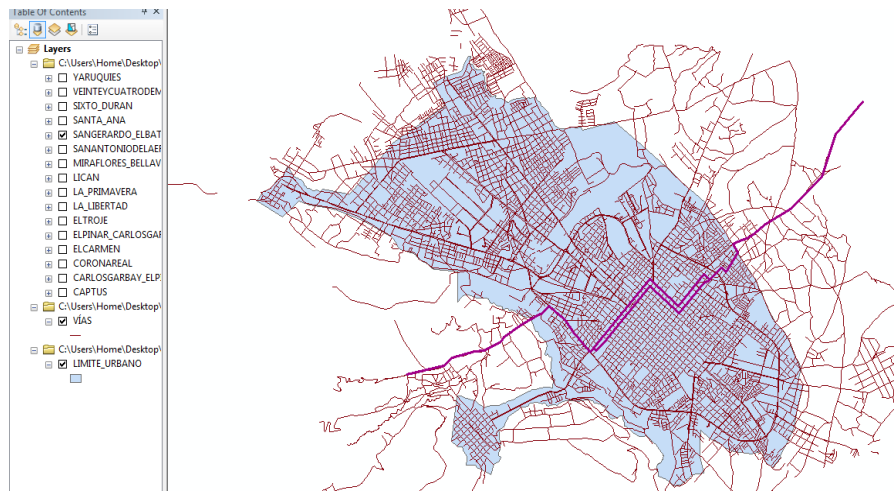 Table Of Contents
Layers
C:\Users\Home\Desktop\
YARUQUIES
VEINTEYCUATRODEM
SIXTO_DURAN
SANTA_ANA
SANGERARDO_ELBAT
SANANTONIODELAEF
MIRAFLORES_BELLAV
LICAN
LA_PRIMAVERA
LA_LIBERTAD
ELTROJE
ELPINAR_CARLOSGAF
ELCARMEN
CORONAREAL
CARLOSGARBAY_ELPI
CAPTUS
C:\Users\Home\Desktop\
VÍAS
C:\Users\Home\Desktop\
LIMITE_URBANO